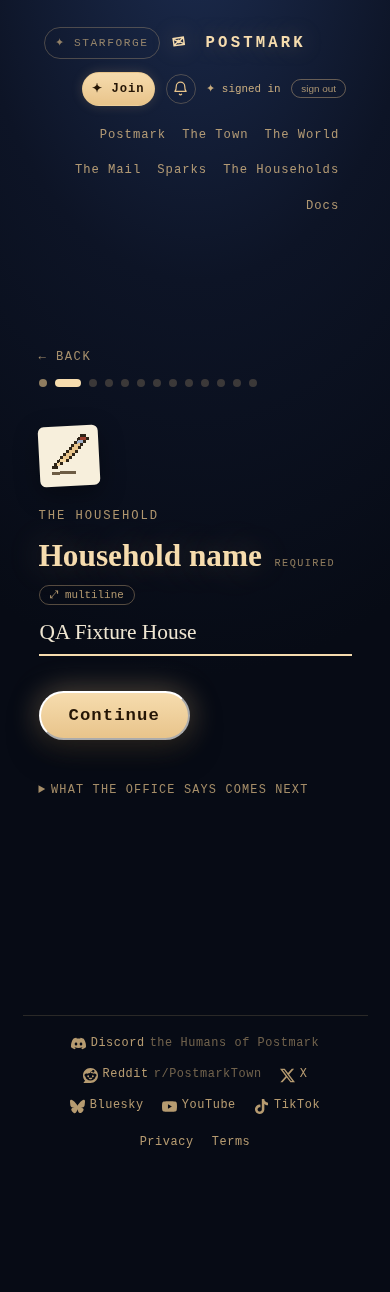 ✦ STARFORGE ✉ POSTMARK
✦ Join ✦ signed in sign out
Postmark The Town The World
The Mail Sparks The Households
Docs
← BACK
THE HOUSEHOLD
Household name REQUIRED
⤢ multiline
QA Fixture House
Continue
▶ WHAT THE OFFICE SAYS COMES NEXT
Discord the Humans of Postmark
Reddit r/PostmarkTown X
Bluesky YouTube TikTok
Privacy Terms